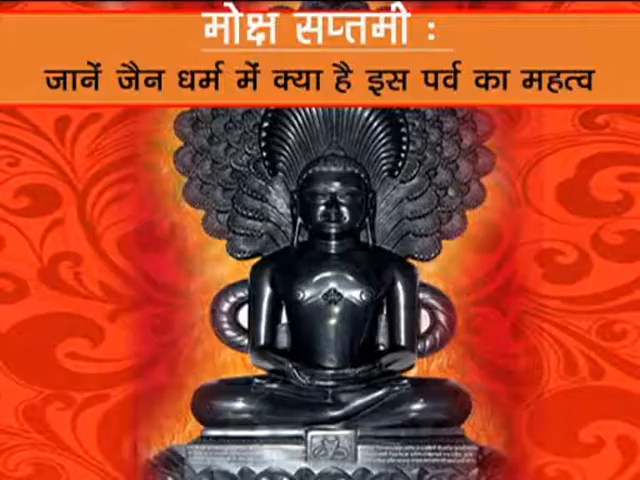 मोक्ष सप्तमी :
जानें जैन धर्म में क्या है इस पर्व का महत्व